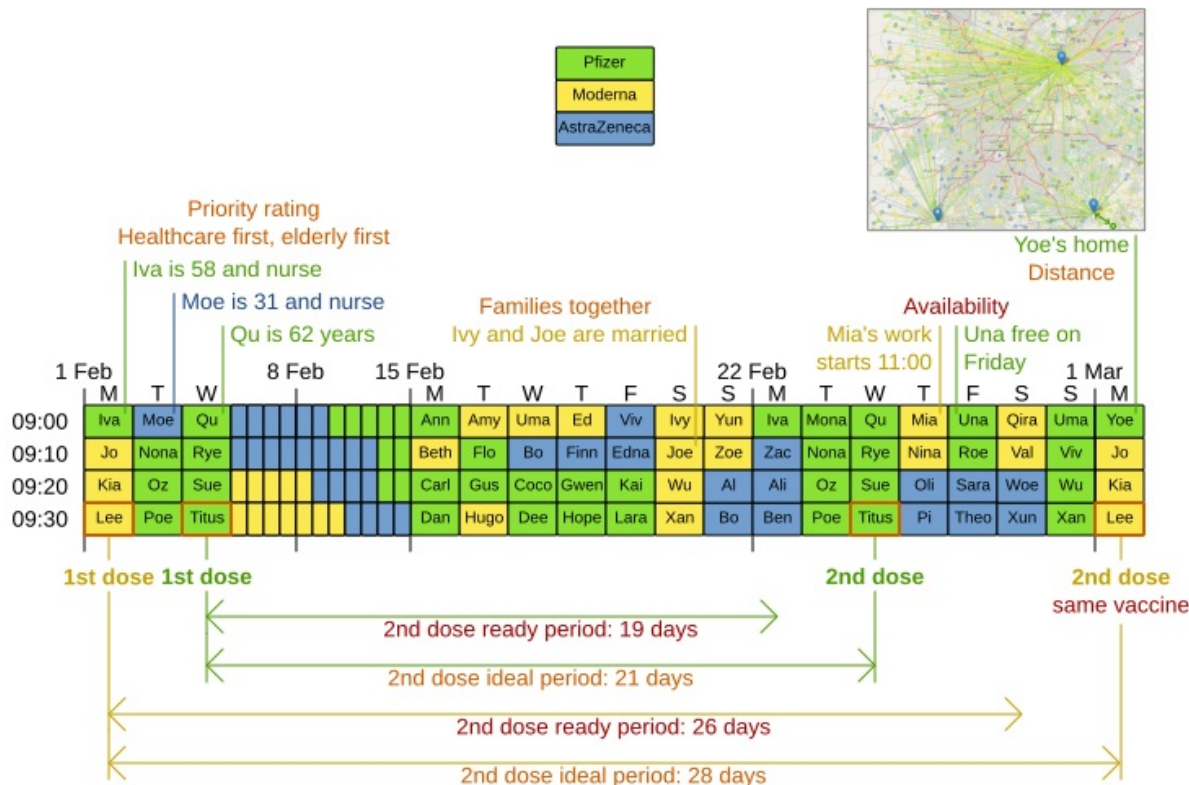 Pfizer
Moderna
AstraZeneca
Priority rating
Healthcare first, elderly first
Iva is 58 and nurse
Moe is 31 and nurse
Qu is 62 years
Families together
Ivy and Joe are married
Yoe's home
Distance
Availability
Mia's work
starts 11:00
Una free on
Friday
1 Feb 8 Feb 15 Feb 22 Feb 1 Mar
M T W M T W T F S S M T W T F S S M
09:00 Iva Moe Qu Ann Amy Uma Ed Viv Ivy Yun Iva Mona Qu Mia Una Qira Uma Yoe
09:10 Jo Nona Rye Beth Flo Bo Finn Edna Joe Zoe Zac Nona Rye Nina Roe Val Viv Jo
09:20 Kia Oz Sue Carl Gus Coco Gwen Kai Wu Al Ali Oz Sue Oli Sara Woe Wu Kia
09:30 Lee Poe Titus Dan Hugo Dee Hope Lara Xan Bo Ben Poe Titus Pi Theo Xun Xan Lee
1st dose 1st dose 2nd dose 2nd dose
same vaccine
2nd dose ready period: 19 days
2nd dose ideal period: 21 days
2nd dose ready period: 26 days
2nd dose ideal period: 28 days